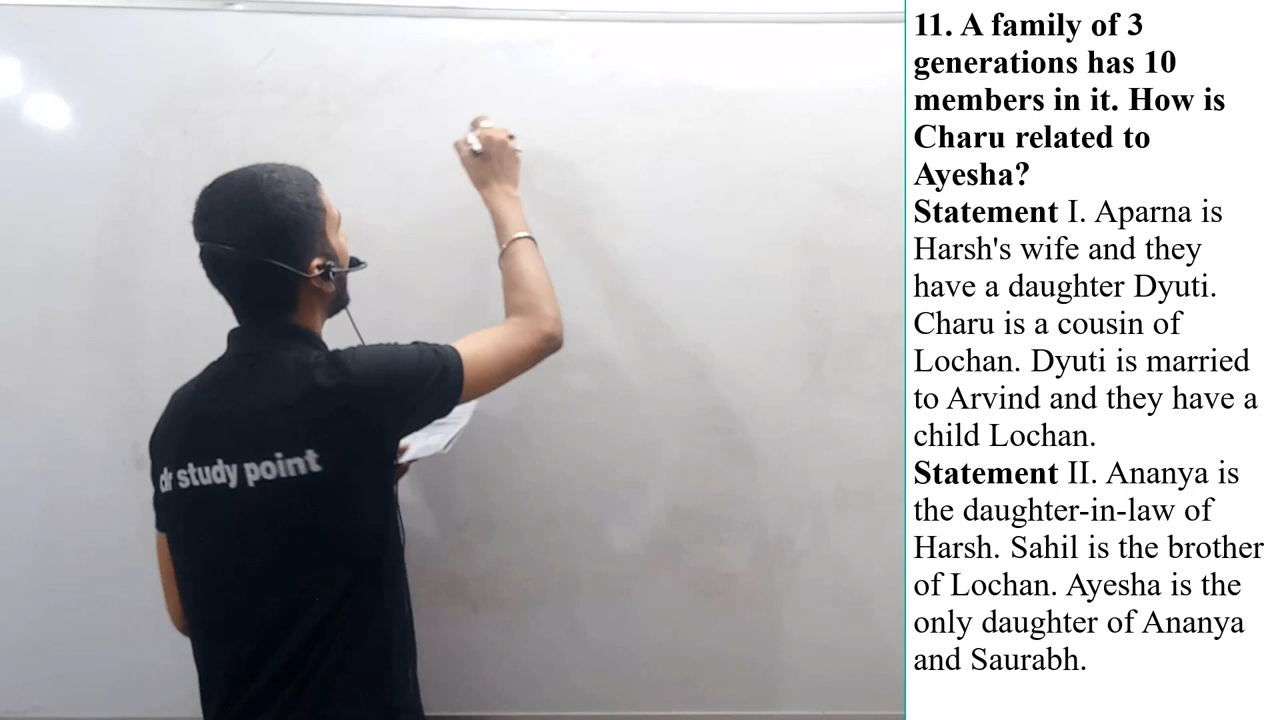 dr study point
11. A family of 3
generations has 10
members in it. How is
Charu related to
Ayesha?
Statement I. Aparna is
Harsh's wife and they
have a daughter Dyuti.
Charu is a cousin of
Lochan. Dyuti is married
to Arvind and they have a
child Lochan.
Statement II. Ananya is
the daughter-in-law of
Harsh. Sahil is the brother
of Lochan. Ayesha is the
only daughter of Ananya
and Saurabh.